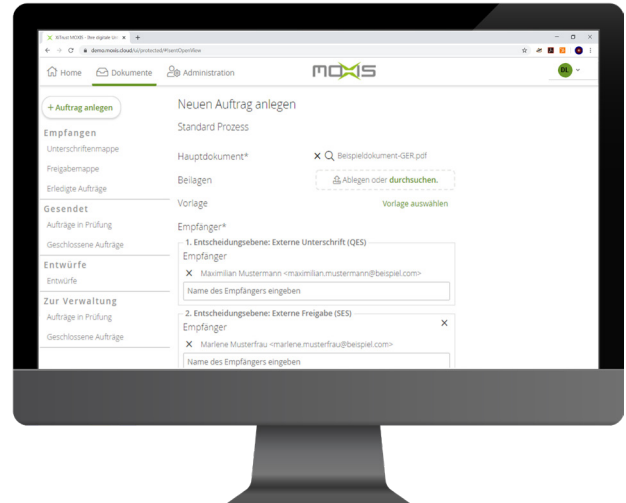 XiTrust MOXIS - Ihre digitale Un
demo.moxis.cloud/ui/protected/#sentOpenView
Home Dokumente Administration MOXIS DL
+ Auftrag anlegen
Empfangen
Unterschriftenmappe
Freigabemappe
Erledigte Aufträge
Gesendet
Aufträge in Prüfung
Geschlossene Aufträge
Entwürfe
Entwürfe
Zur Verwaltung
Aufträge in Prüfung
Geschlossene Aufträge
Neuen Auftrag anlegen
Standard Prozess
Hauptdokument* Beispieldokument-GER.pdf
Beilagen Ablegen oder durchsuchen.
Vorlage Vorlage auswählen
Empfänger*
1. Entscheidungsebene: Externe Unterschrift (QES)
Empfänger
Maximilian Mustermann <maximilian.mustermann@beispiel.com>
Name des Empfängers eingeben
2. Entscheidungsebene: Externe Freigabe (SES)
Empfänger
Marlene Musterfrau <marlene.musterfrau@beispiel.com>
Name des Empfängers eingeben